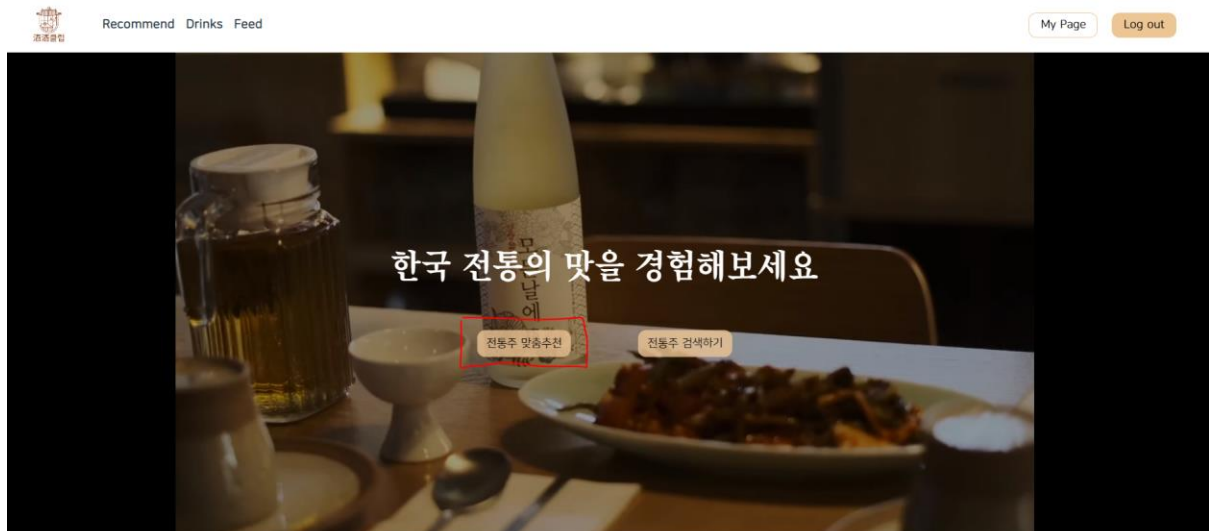 Recommend Drinks Feed
My Page
Log out
한국 전통의 맛을 경험해보세요
전통주 맞춤추천
전통주 검색하기